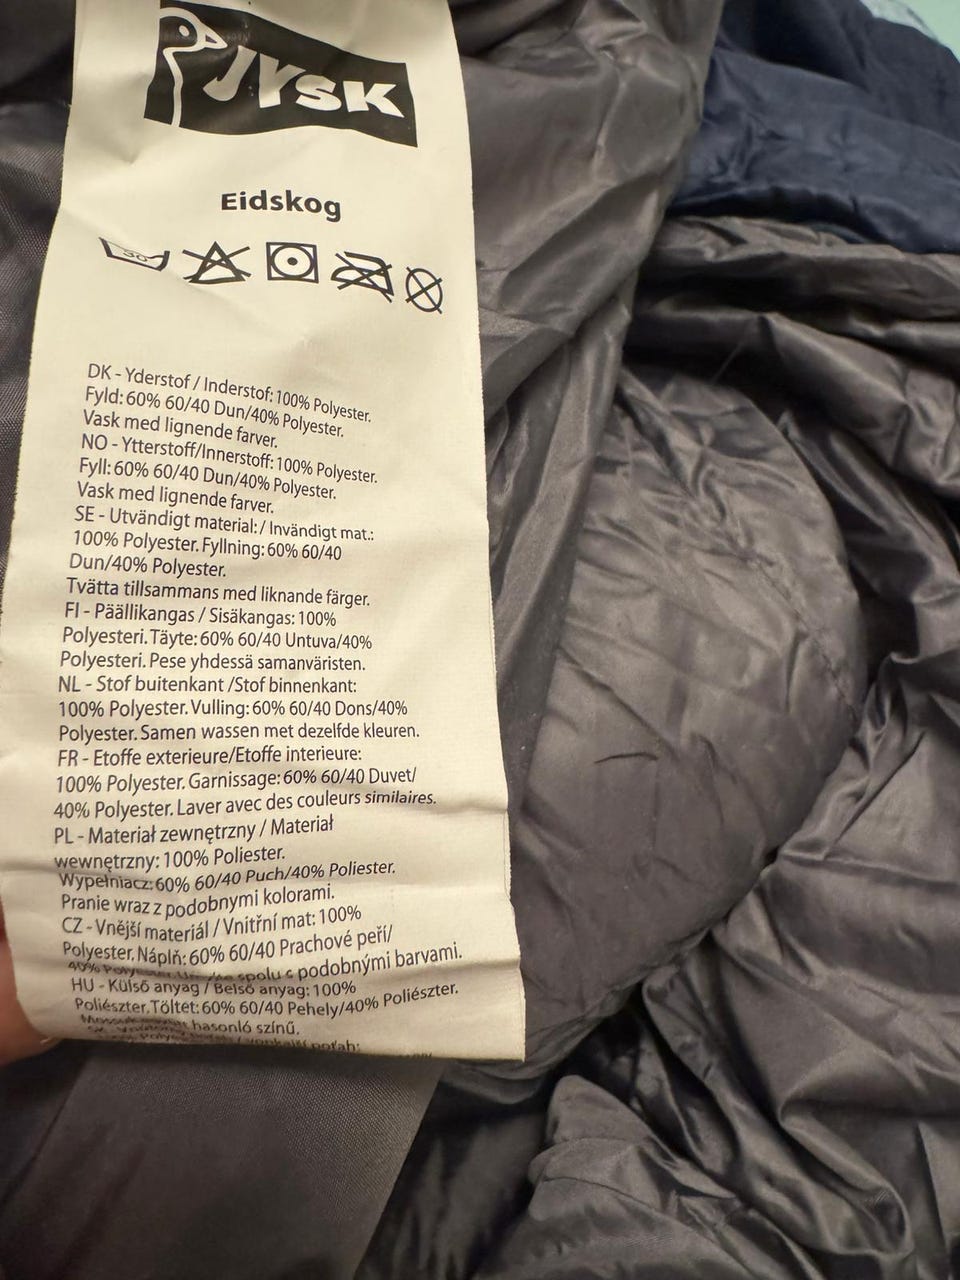 JYSK
Eidskog
30
DK - Yderstof / Inderstof: 100% Polyester.
Fyld: 60% 60/40 Dun/40% Polyester.
Vask med lignende farver.
NO - Ytterstoff/Innerstoff: 100% Polyester.
Fyll: 60% 60/40 Dun/40% Polyester.
Vask med lignende farver.
SE - Utvändigt material: / Invändigt mat.:
100% Polyester. Fyllning: 60% 60/40
Dun/40% Polyester.
Tvätta tillsammans med liknande färger.
FI - Päällikangas / Sisäkangas: 100%
Polyesteri. Täyte: 60% 60/40 Untuva/40%
Polyesteri. Pese yhdessä samanväristen.
NL - Stof buitenkant /Stof binnenkant:
100% Polyester. Vulling: 60% 60/40 Dons/40%
Polyester. Samen wassen met dezelfde kleuren.
FR - Etoffe exterieure/Etoffe interieure:
100% Polyester. Garnissage: 60% 60/40 Duvet/
40% Polyester. Laver avec des couleurs similaires.
PL - Materiał zewnętrzny / Materiał
wewnętrzny: 100% Poliester.
Wypełniacz: 60% 60/40 Puch/40% Poliester.
Pranie wraz z podobnymi kolorami.
CZ - Vnější materiál / Vnitřní mat: 100%
Polyester. Náplň: 60% 60/40 Prachové peří/
40% Polyester. spolu s podobnými barvami.
HU - Külső anyag / Belső anyag: 100%
Poliészter. Töltet: 60% 60/40 Pehely/40% Poliészter.
hasonló színű.